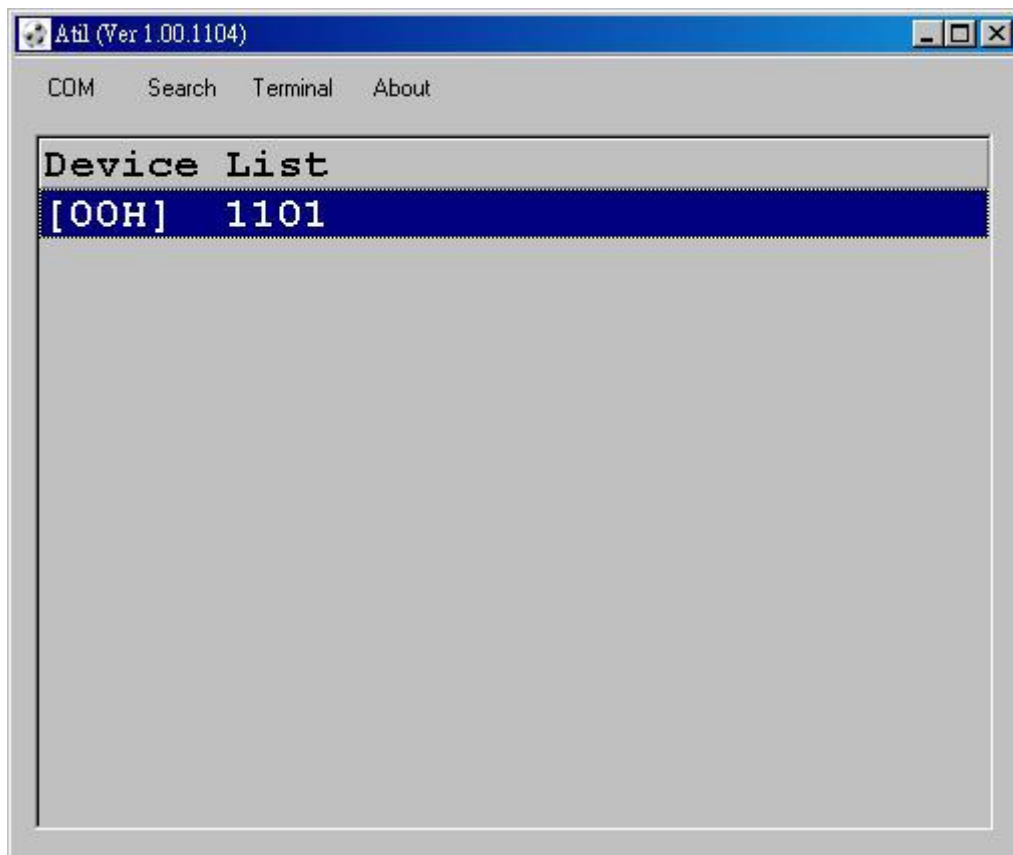 Atil (Ver 1.00.1104)
COM Search Terminal About
Device List
[00H] 1101